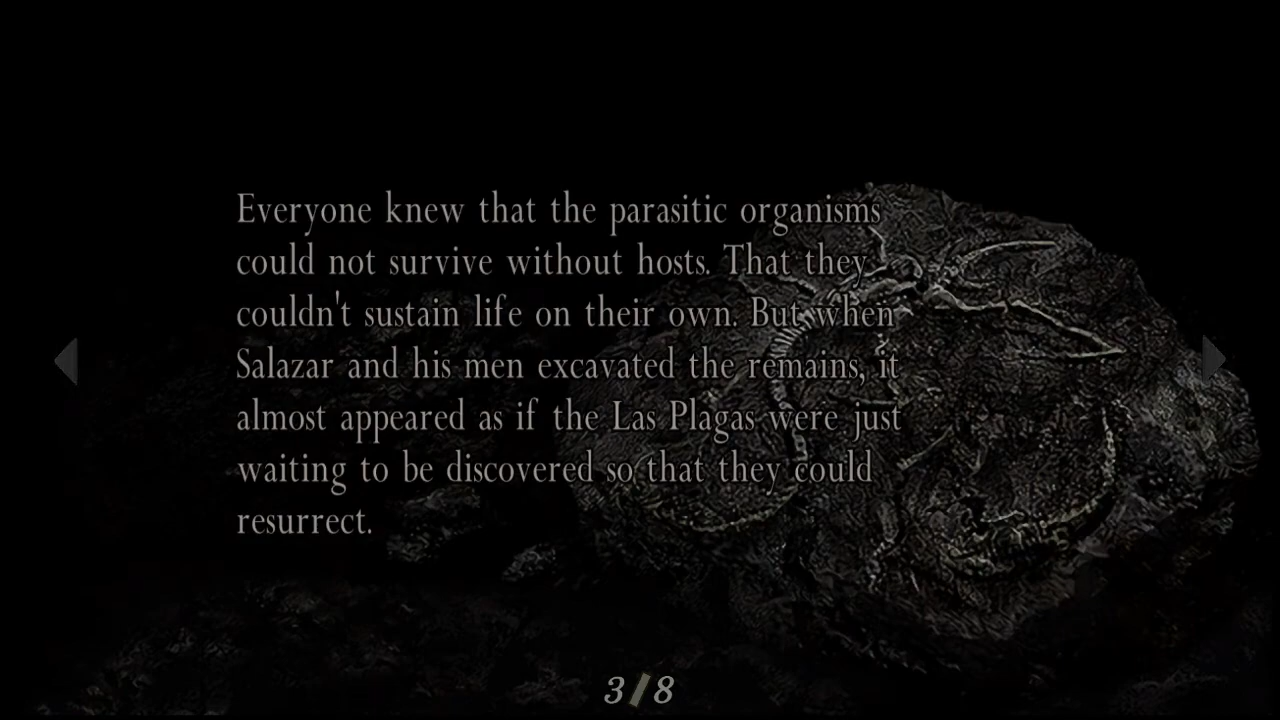 Everyone knew that the parasitic organisms
could not survive without hosts. That they
couldn't sustain life on their own. But when
Salazar and his men excavated the remains, it
almost appeared as if the Las Plagas were just
waiting to be discovered so that they could
resurrect.
3/8